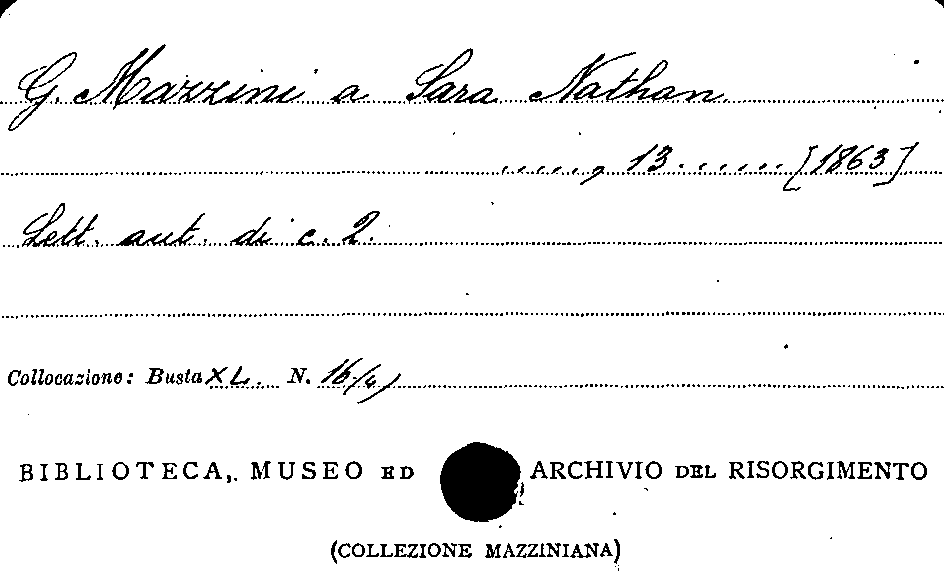 G. Mazzini a Sara Nathan
....., 13. ...... [1863]
Lett. aut. di c. 2.
Collocazione: Busta XL. N. 16/4)
BIBLIOTECA, MUSEO ED ARCHIVIO DEL RISORGIMENTO
(COLLEZIONE MAZZINIANA)